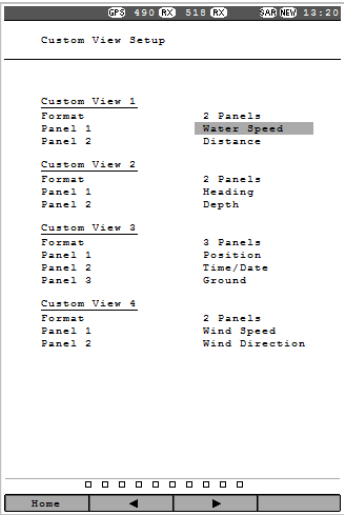 GPS 490 RX 518 RX SAR NEW 13:20
Custom View Setup
Custom View 1
Format 2 Panels
Panel 1 Water Speed
Panel 2 Distance
Custom View 2
Format 2 Panels
Panel 1 Heading
Panel 2 Depth
Custom View 3
Format 3 Panels
Panel 1 Position
Panel 2 Time/Date
Panel 3 Ground
Custom View 4
Format 2 Panels
Panel 1 Wind Speed
Panel 2 Wind Direction
Home